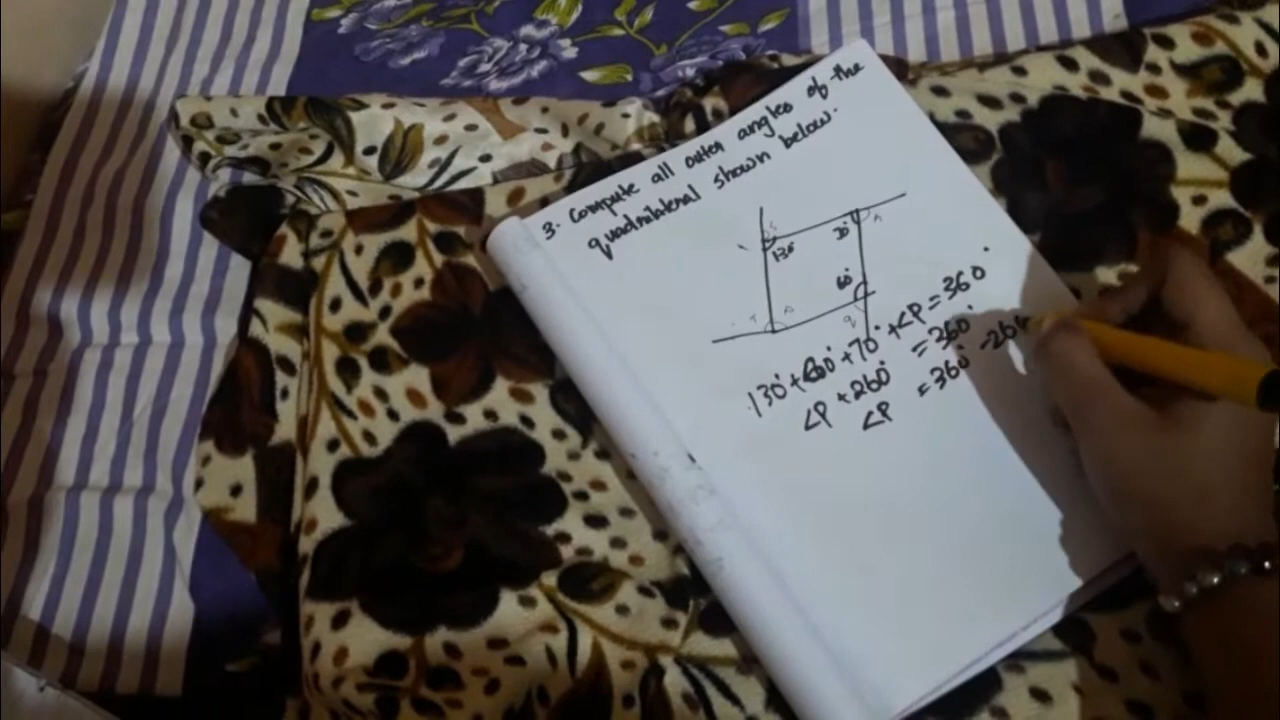 3. Compute all outer angles of the
quadrilateral shown below.
130°
60°
130° + 60° + 70° + ∠P = 360°
∠P + 260° = 360°
∠P = 360° - 260